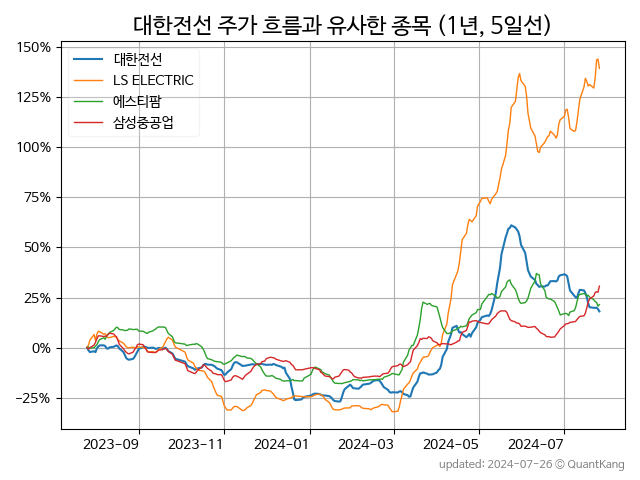 대한전선 주가 흐름과 유사한 종목 (1년, 5일선)
150%
125%
100%
75%
50%
25%
0%
−25%
대한전선
LS ELECTRIC
에스티팜
삼성중공업
2023-09
2023-11
2024-01
2024-03
2024-05
2024-07
updated: 2024-07-26 © QuantKang